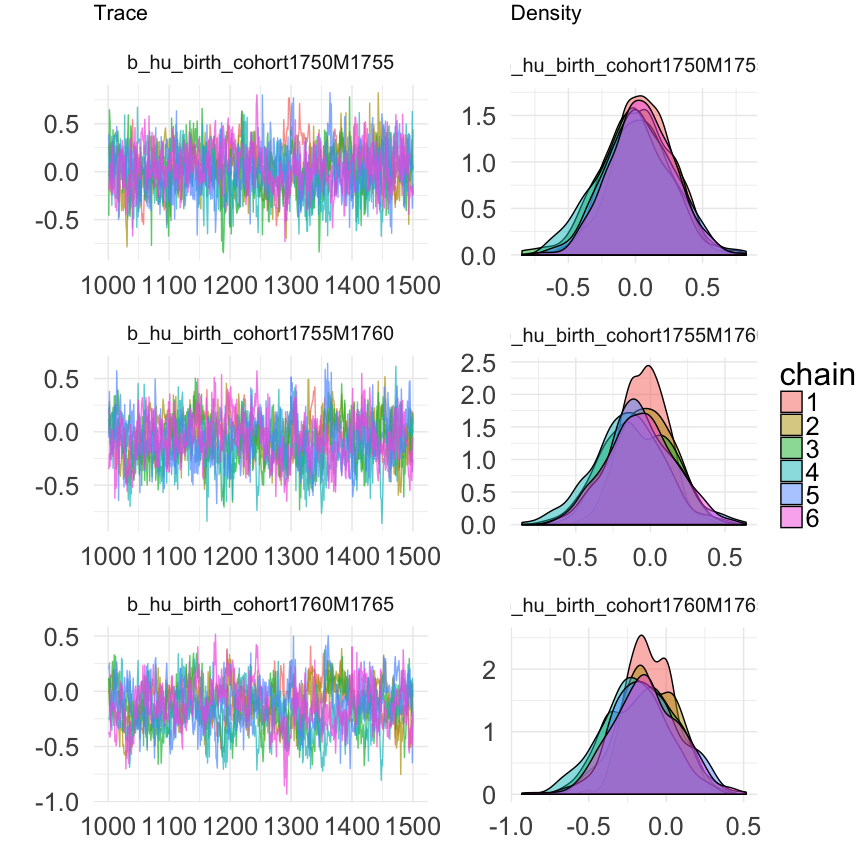 Trace
Density
b_hu_birth_cohort1750M1755
_hu_birth_cohort1750M175
0.5
0.0
-0.5
1000 1100 1200 1300 1400 1500
1.5
1.0
0.5
0.0
-0.5 0.0 0.5
b_hu_birth_cohort1755M1760
_hu_birth_cohort1755M176
0.5
0.0
-0.5
1000 1100 1200 1300 1400 1500
2.5
2.0
1.5
1.0
0.5
0.0
-0.5 0.0 0.5
b_hu_birth_cohort1760M1765
_hu_birth_cohort1760M176
0.5
0.0
-0.5
-1.0
1000 1100 1200 1300 1400 1500
2
1
0
-1.0 -0.5 0.0 0.5
chain
1
2
3
4
5
6